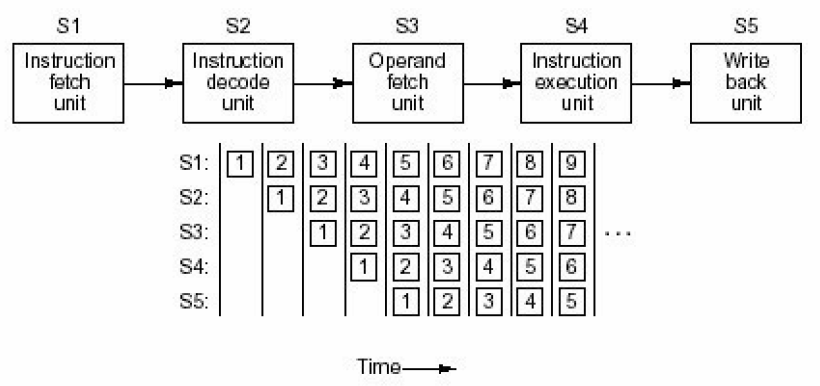 S1 S2 S3 S4 S5
Instruction fetch unit
Instruction decode unit
Operand fetch unit
Instruction execution unit
Write back unit
S1: 1 2 3 4 5 6 7 8 9
S2: 1 2 3 4 5 6 7 8
S3: 1 2 3 4 5 6 7 ...
S4: 1 2 3 4 5 6
S5: 1 2 3 4 5
Time